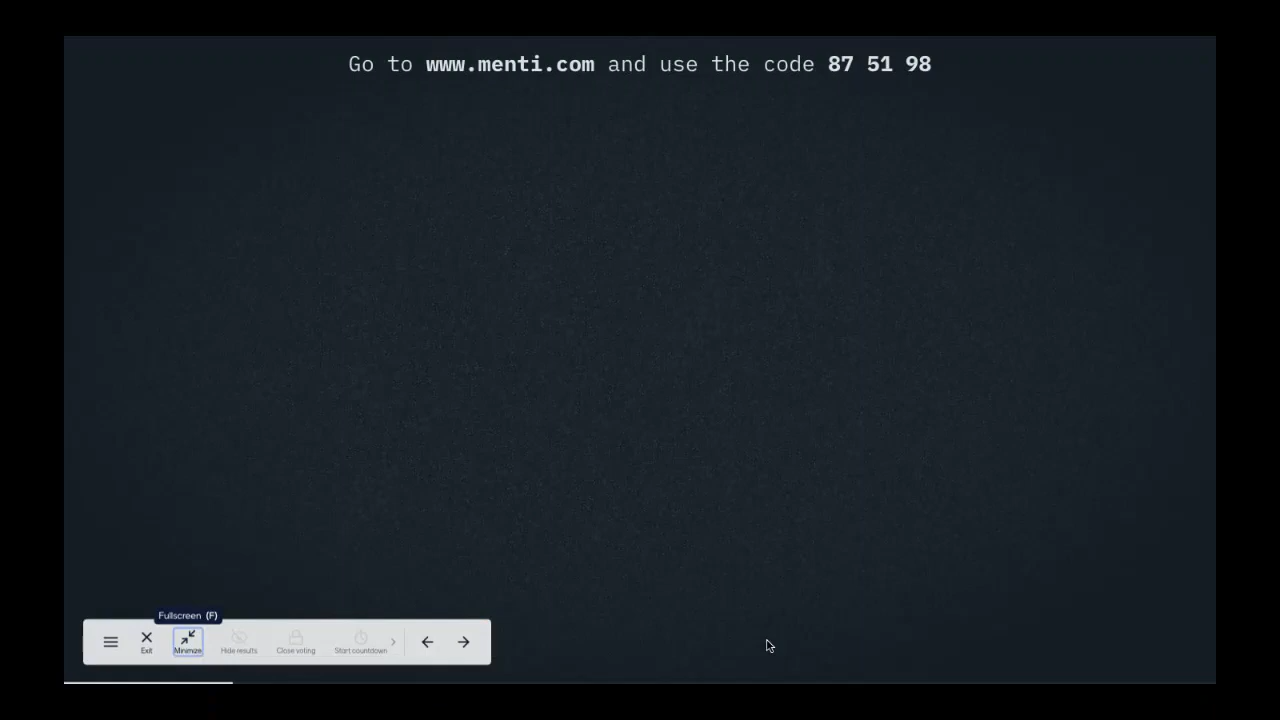 Go to www.menti.com and use the code 87 51 98
Fullscreen (F)
Exit
Minimize
Hide results
Close voting
Start countdown